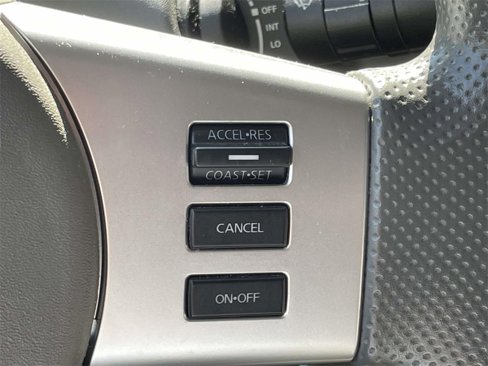 OFF
INT
LO
ACCEL•RES
COAST•SET
CANCEL
ON•OFF